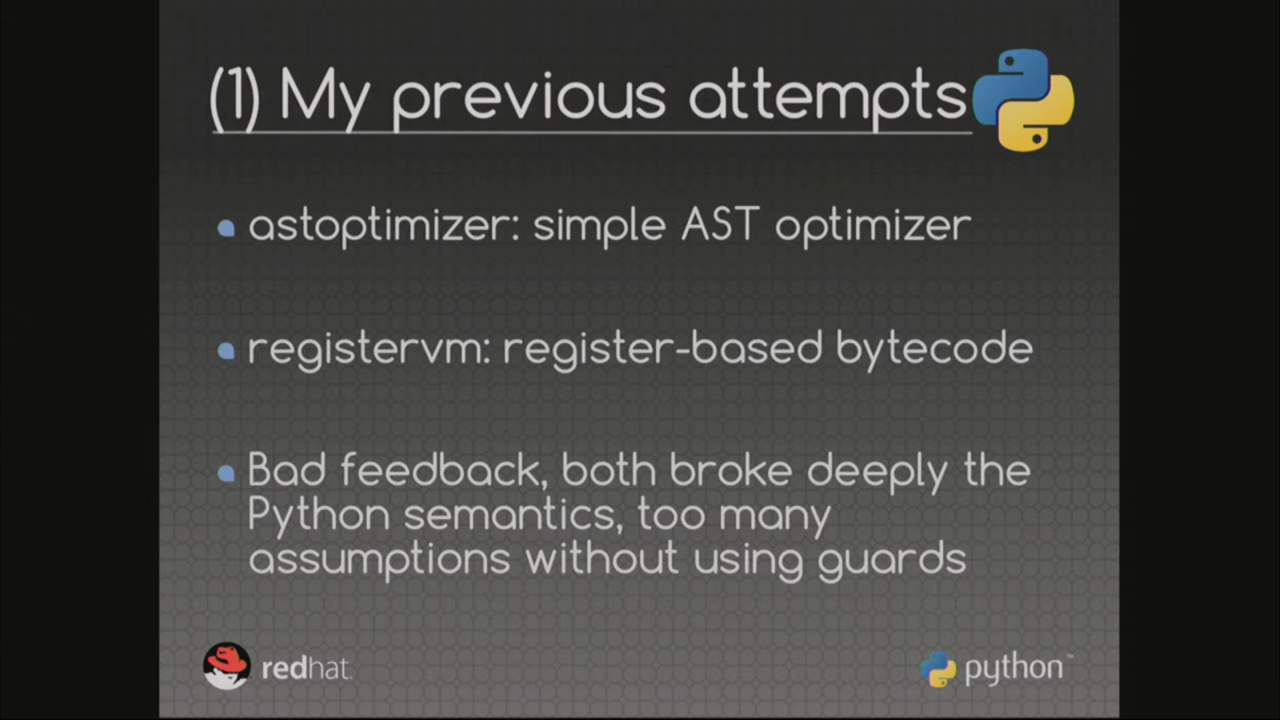 (1) My previous attempts
astoptimizer: simple AST optimizer
registervm: register-based bytecode
Bad feedback, both broke deeply the
Python semantics, too many
assumptions without using guards
redhat.
python™